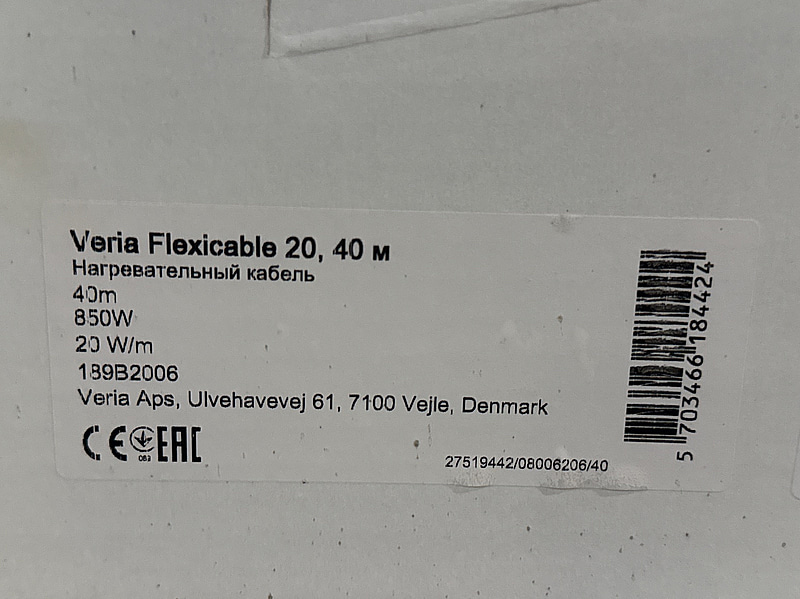 Veria Flexicable 20, 40 м
Нагревательный кабель
40m
850W
20 W/m
189B2006
Veria Aps, Ulvehavevej 61, 7100 Vejle, Denmark
CE 063 EAC
27519442/08006206/40
5 703466 184424